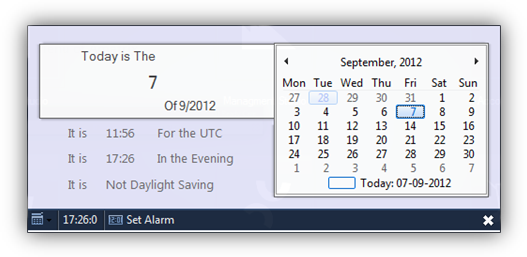 Today is The
7
Of 9/2012
It is 11:56 For the UTC
It is 17:26 In the Evening
It is Not Daylight Saving
September, 2012
Mon Tue Wed Thu Fri Sat Sun
27 28 29 30 31 1 2
3 4 5 6 7 8 9
10 11 12 13 14 15 16
17 18 19 20 21 22 23
24 25 26 27 28 29 30
1 2 3 4 5 6 7
Today: 07-09-2012
17:26:0 Set Alarm